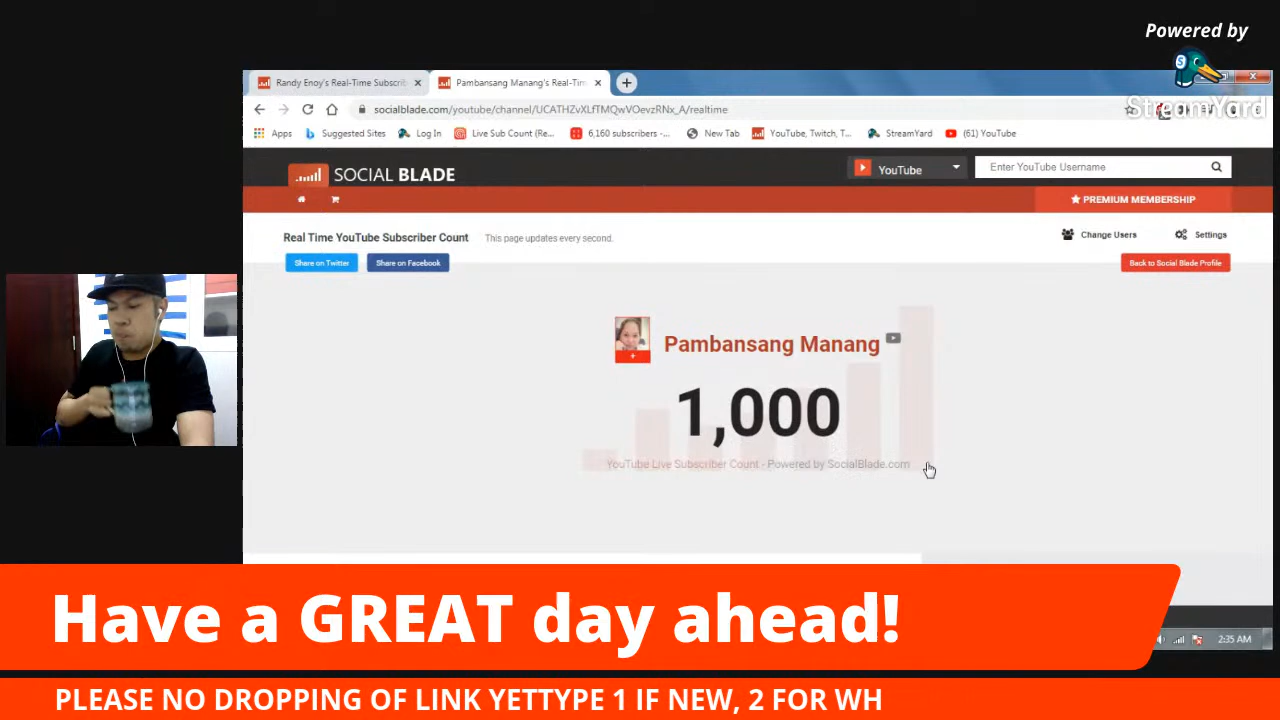 Powered by
StreamYard
Randy Enoy's Real-Time Subscrib
Pambansang Manang's Real-Tim
socialblade.com/youtube/channel/UCATHZvXLfTMQwVOevzRNx_A/realtime
Apps Suggested Sites Log In Live Sub Count (Re... 6,160 subscribers -... New Tab YouTube, Twitch, T... StreamYard (61) YouTube
SOCIAL BLADE
YouTube
Enter YouTube Username
PREMIUM MEMBERSHIP
Real Time YouTube Subscriber Count This page updates every second.
Change Users Settings
Share on Twitter Share on Facebook
Back to Social Blade Profile
Pambansang Manang
1,000
YouTube Live Subscriber Count - Powered by SocialBlade.com
Have a GREAT day ahead!
2:35 AM
PLEASE NO DROPPING OF LINK YETTYPE 1 IF NEW, 2 FOR WH